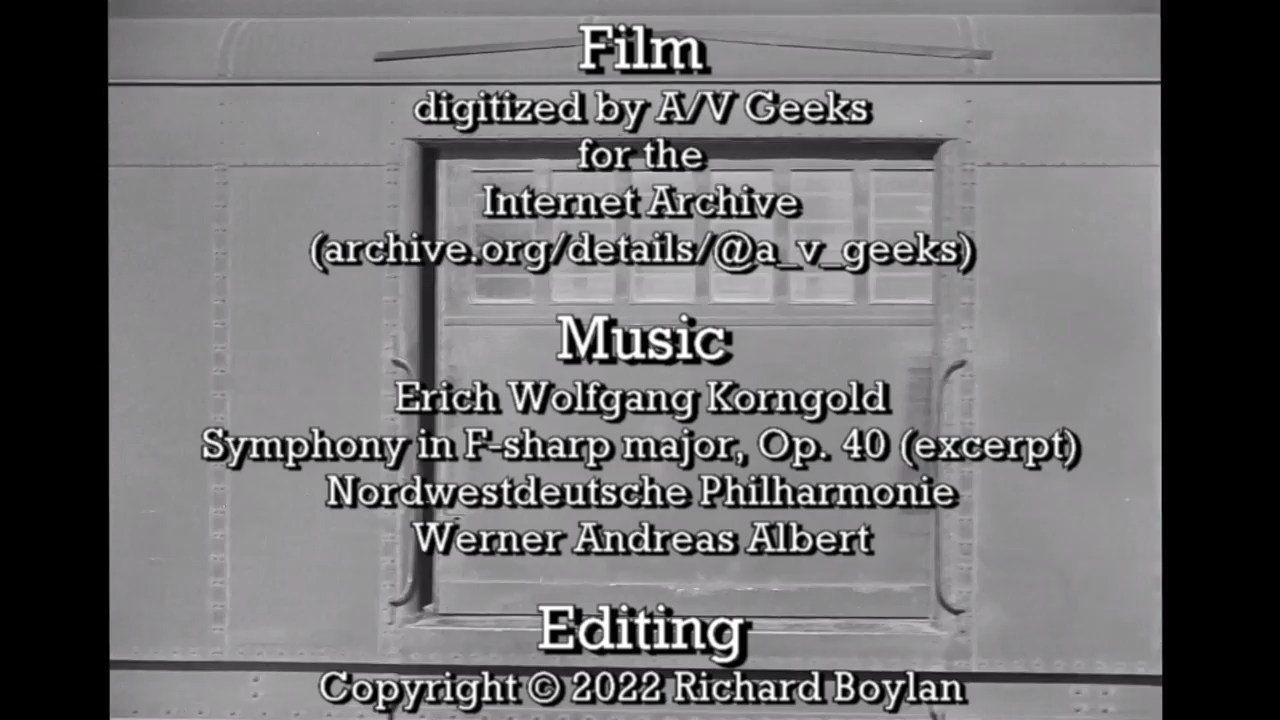 Film
digitized by A/V Geeks
for the
Internet Archive
(archive.org/details/@a_v_geeks)
Music
Erich Wolfgang Korngold
Symphony in F-sharp major, Op. 40 (excerpt)
Nordwestdeutsche Philharmonie
Werner Andreas Albert
Editing
Copyright © 2022 Richard Boylan